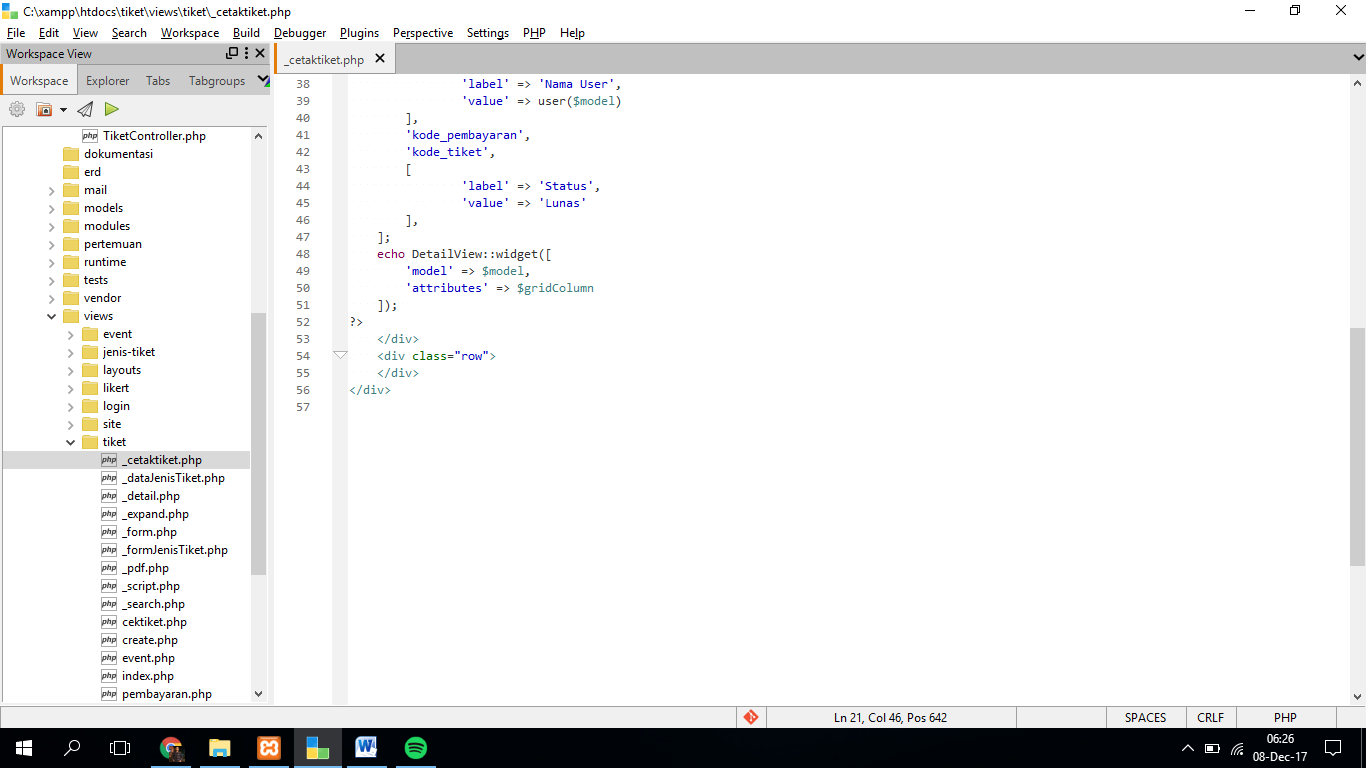 C:\xampp\htdocs\tiket\views\tiket\_cetaktiket.php
File Edit View Search Workspace Build Debugger Plugins Perspective Settings PHP Help
Workspace View
Workspace Explorer Tabs Tabgroups
TiketController.php
dokumentasi
erd
mail
models
modules
pertemuan
runtime
tests
vendor
views
event
jenis-tiket
layouts
likert
login
site
tiket
_cetaktiket.php
_dataJenisTiket.php
_detail.php
_expand.php
_form.php
_formJenisTiket.php
_pdf.php
_script.php
_search.php
cektiket.php
create.php
event.php
index.php
pembayaran.php
_cetaktiket.php
38 'label' => 'Nama User',
39 'value' => user($model)
40 ],
41 'kode_pembayaran',
42 'kode_tiket',
43 [
44 'label' => 'Status',
45 'value' => 'Lunas'
46 ],
47 ];
48 echo DetailView::widget([
49 'model' => $model,
50 'attributes' => $gridColumn
51 ]);
52 ?>
53 </div>
54 <div class="row">
55 </div>
56 </div>
57
Ln 21, Col 46, Pos 642 SPACES CRLF PHP
06:26
08-Dec-17